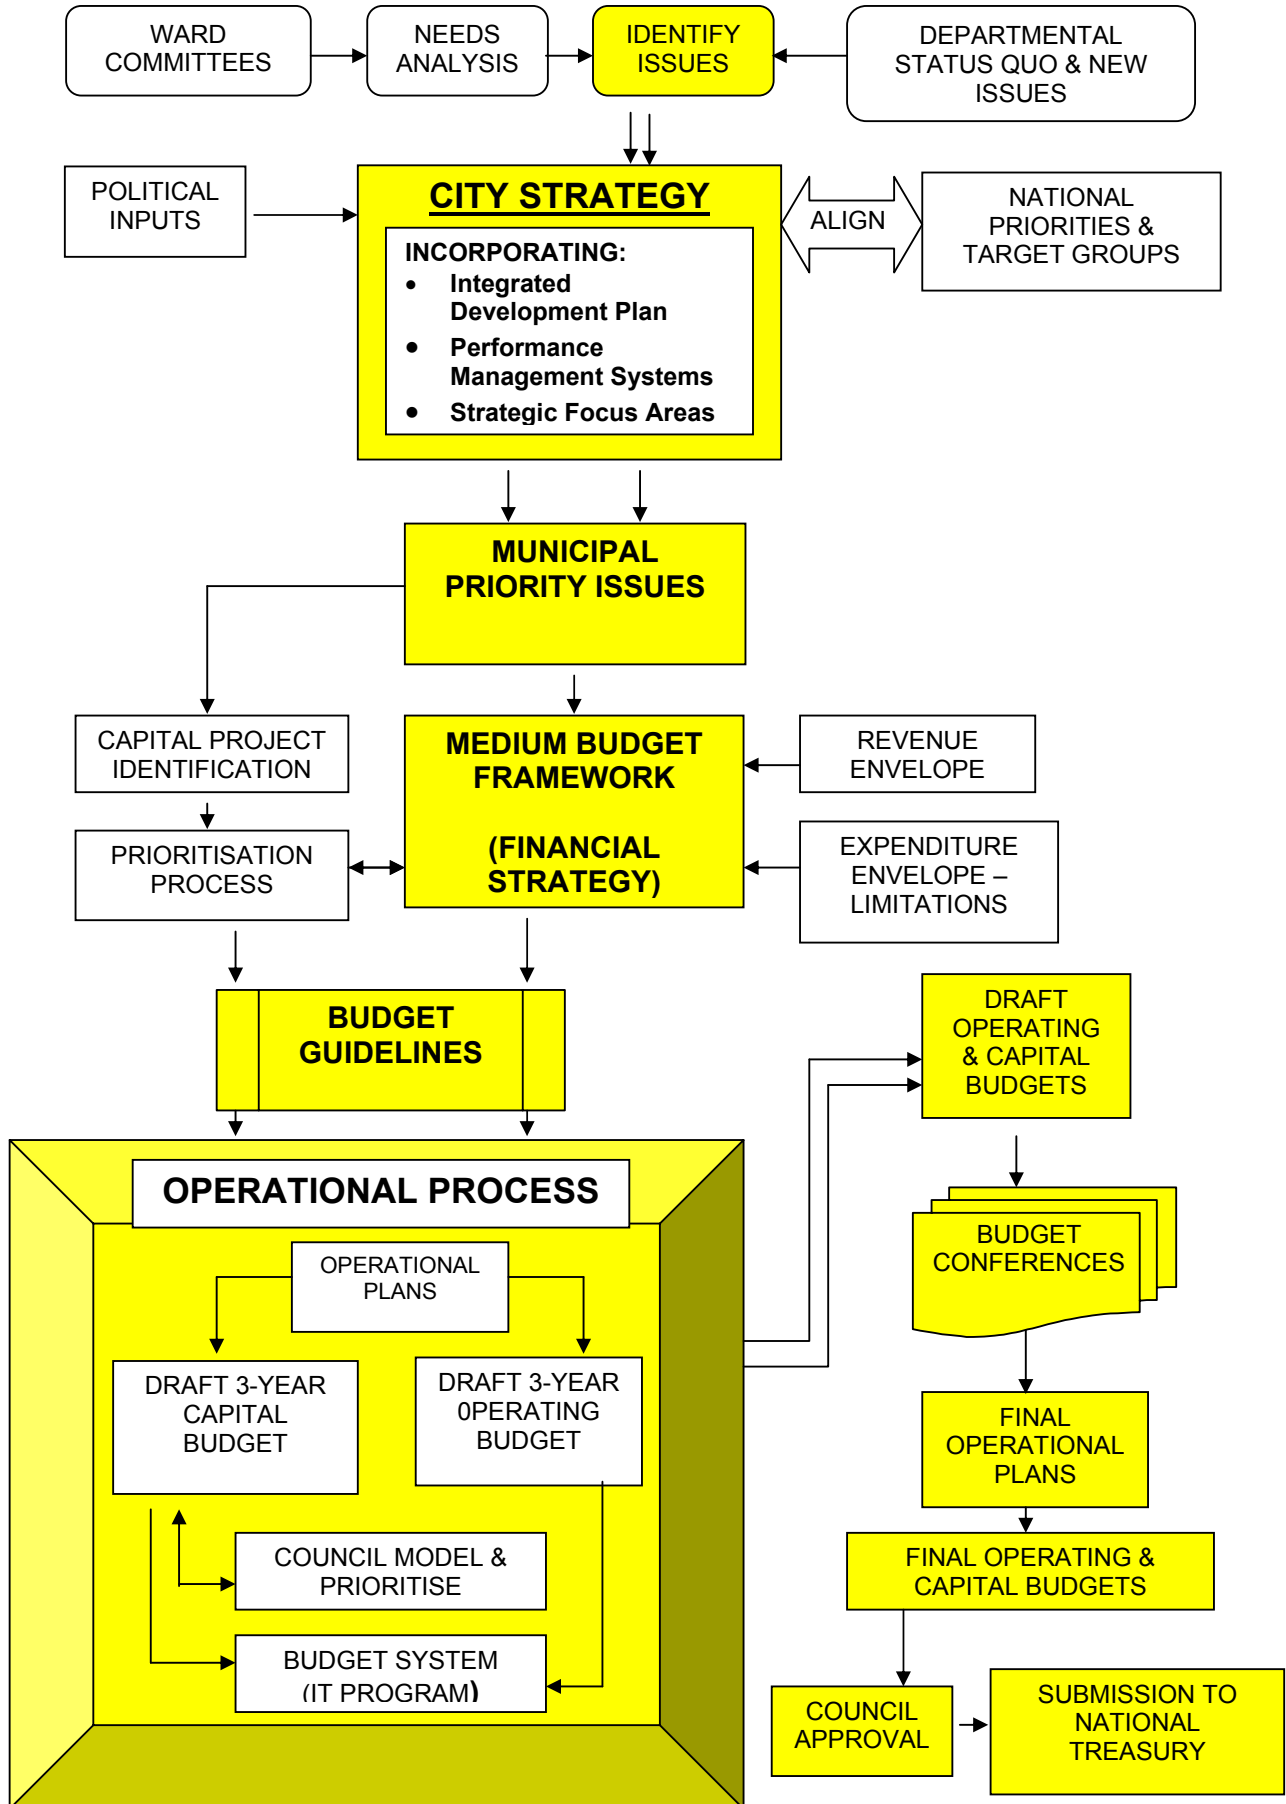 WARD
COMMITTEES
NEEDS
ANALYSIS
IDENTIFY
ISSUES
DEPARTMENTAL
STATUS QUO & NEW
ISSUES
POLITICAL
INPUTS
CITY STRATEGY
INCORPORATING:
• Integrated
Development Plan
• Performance
Management Systems
• Strategic Focus Areas
ALIGN
NATIONAL
PRIORITIES &
TARGET GROUPS
MUNICIPAL
PRIORITY ISSUES
CAPITAL PROJECT
IDENTIFICATION
MEDIUM BUDGET
FRAMEWORK
(FINANCIAL
STRATEGY)
REVENUE
ENVELOPE
PRIORITISATION
PROCESS
EXPENDITURE
ENVELOPE –
LIMITATIONS
BUDGET
GUIDELINES
OPERATIONAL PROCESS
OPERATIONAL
PLANS
DRAFT 3-YEAR
CAPITAL
BUDGET
DRAFT 3-YEAR
0PERATING
BUDGET
COUNCIL MODEL &
PRIORITISE
BUDGET SYSTEM
(IT PROGRAM)
DRAFT
OPERATING
& CAPITAL
BUDGETS
BUDGET
CONFERENCES
FINAL
OPERATIONAL
PLANS
FINAL OPERATING &
CAPITAL BUDGETS
COUNCIL
APPROVAL
SUBMISSION TO
NATIONAL
TREASURY